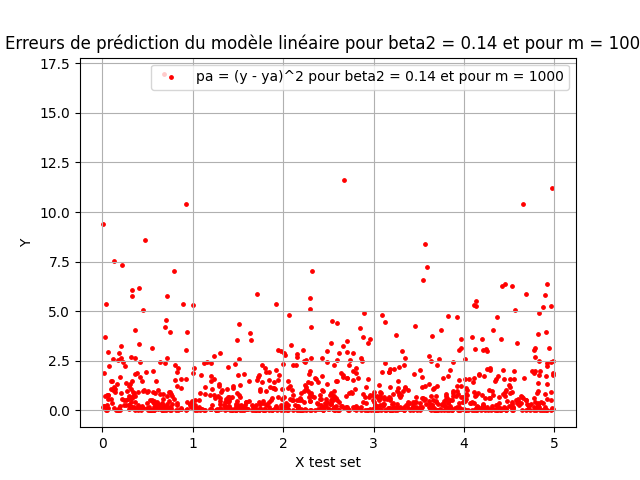 Erreurs de prédiction du modèle linéaire pour beta2 = 0.14 et pour m = 100
pa = (y - ya)^2 pour beta2 = 0.14 et pour m = 1000
17.5
15.0
12.5
10.0
7.5
5.0
2.5
0.0
Y
0 1 2 3 4 5
X test set